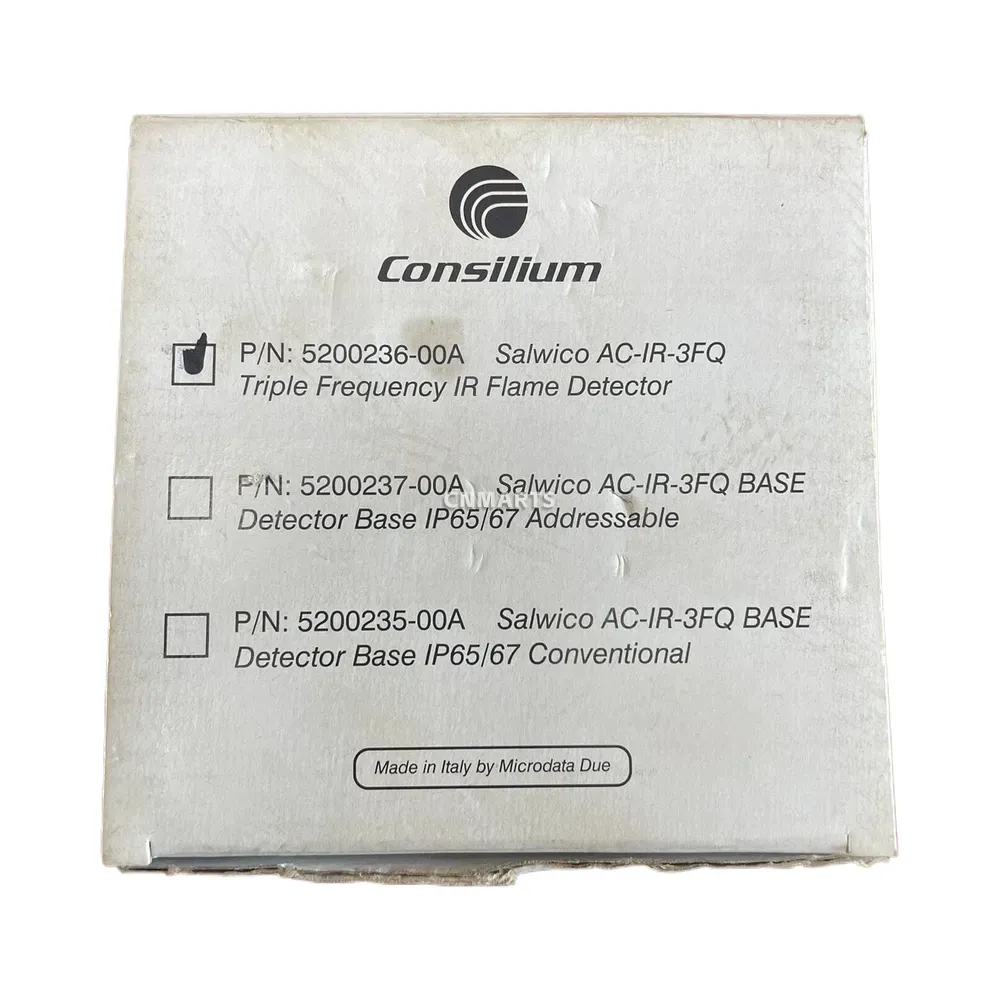 Consilium
P/N: 5200236-00A Salwico AC-IR-3FQ
Triple Frequency IR Flame Detector
P/N: 5200237-00A Salwico AC-IR-3FQ BASE
CNMARTS
Detector Base IP65/67 Addressable
P/N: 5200235-00A Salwico AC-IR-3FQ BASE
Detector Base IP65/67 Conventional
Made in Italy by Microdata Due